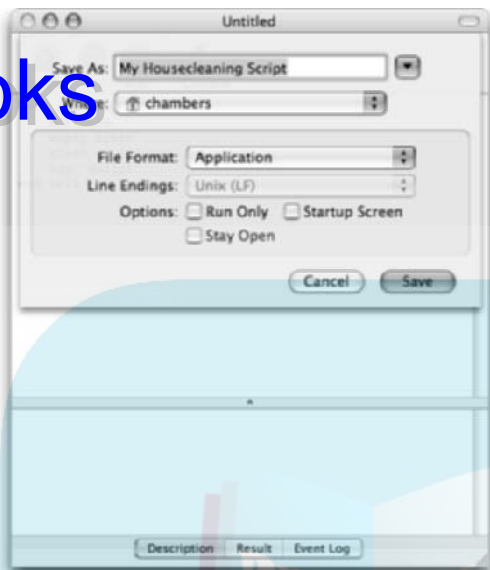 Untitled
Save As: My Housecleaning Script
oks
Where: chambers
File Format: Application
Line Endings: Unix (LF)
Options: Run Only Startup Screen
Stay Open
Cancel Save
Description Result Event Log